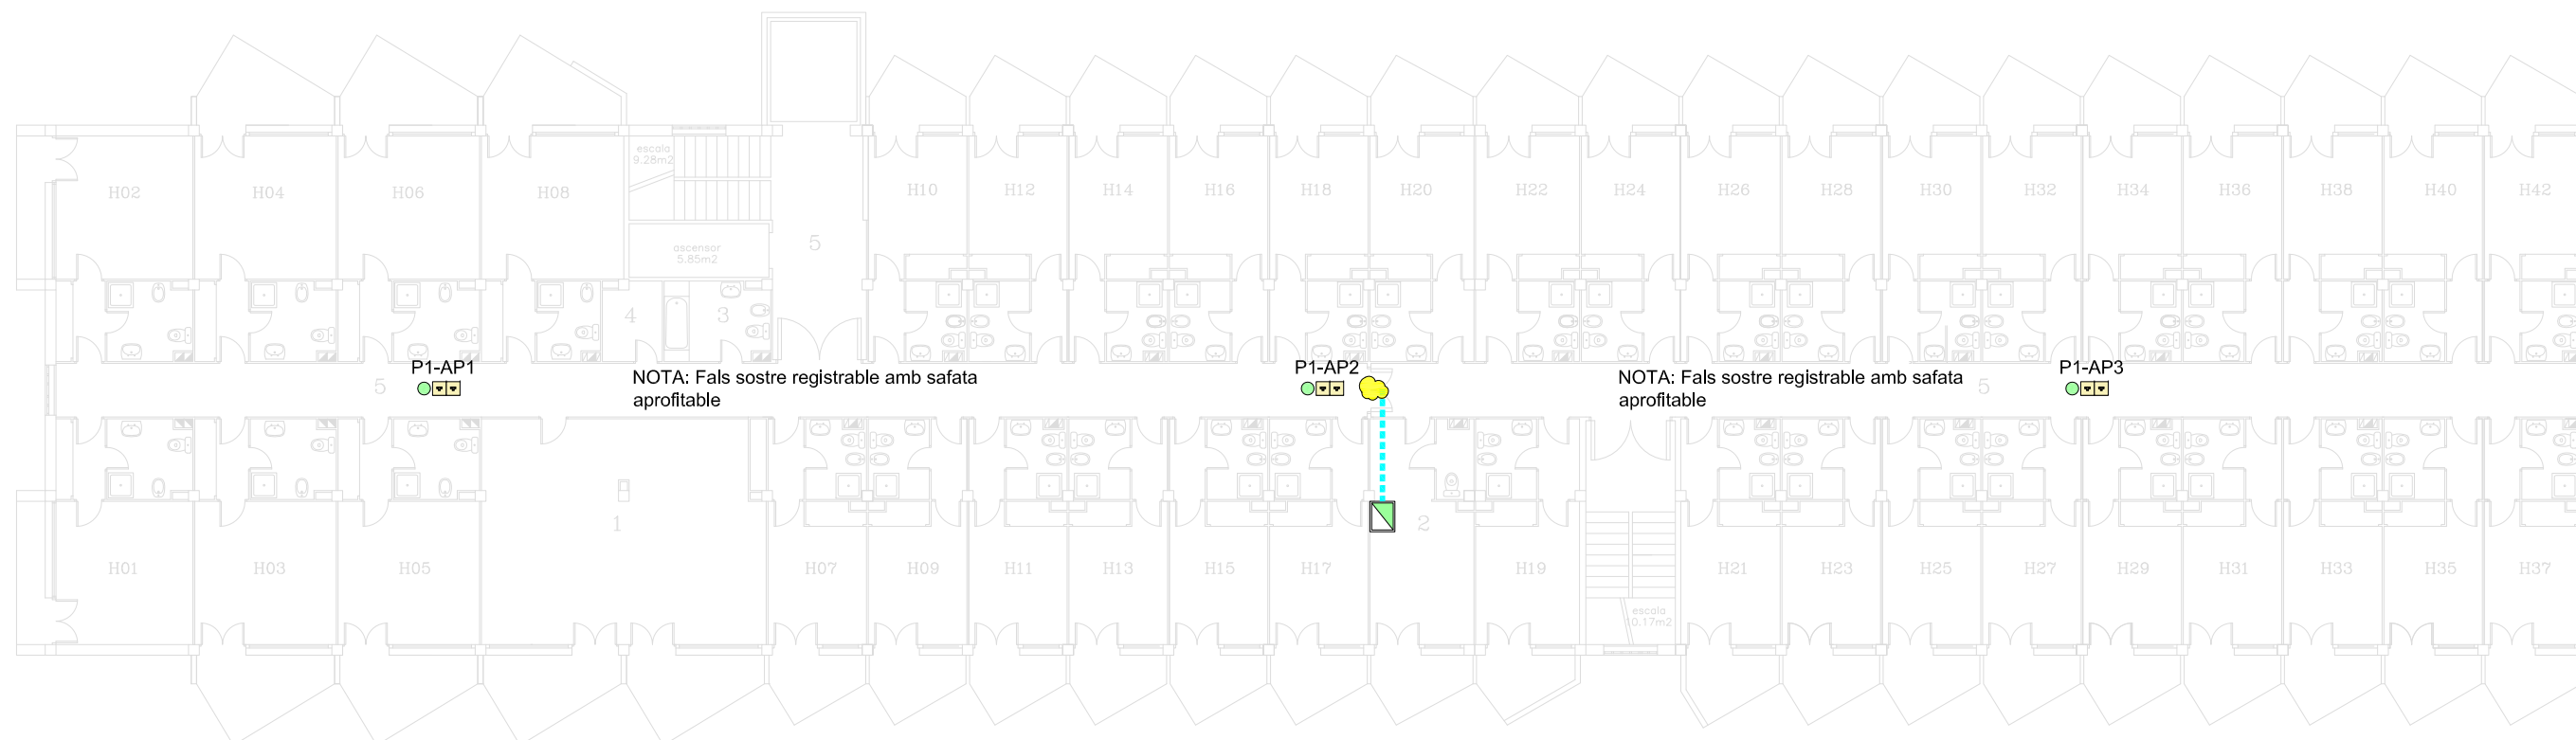 escala
9.28m2
H02
H04
H06
H08
H10
H12
H14
H16
H18
H20
H22
H24
H26
H28
H30
H32
H34
H36
H38
H40
H42
5
ascensor
5.85m2
4
3
P1-AP1
P1-AP2
P1-AP3
5
NOTA: Fals sostre registrable amb safata
aprofitable
NOTA: Fals sostre registrable amb safata
aprofitable
5
1
2
H01
H03
H05
H07
H09
H11
H13
H15
H17
H19
H21
H23
H25
H27
H29
H31
H33
H35
H37
escala
10.17m2